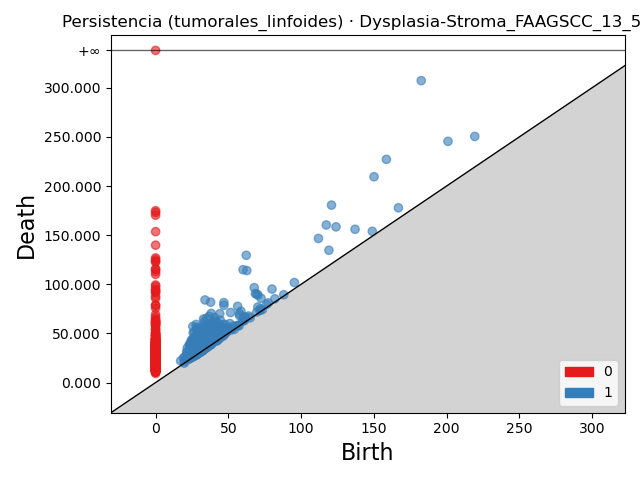 Persistencia (tumorales_linfoides) · Dysplasia-Stroma_FAAGSCC_13_5
+∞
300.000
250.000
200.000
150.000
100.000
50.000
0.000
Death
0
1
0 50 100 150 200 250 300
Birth